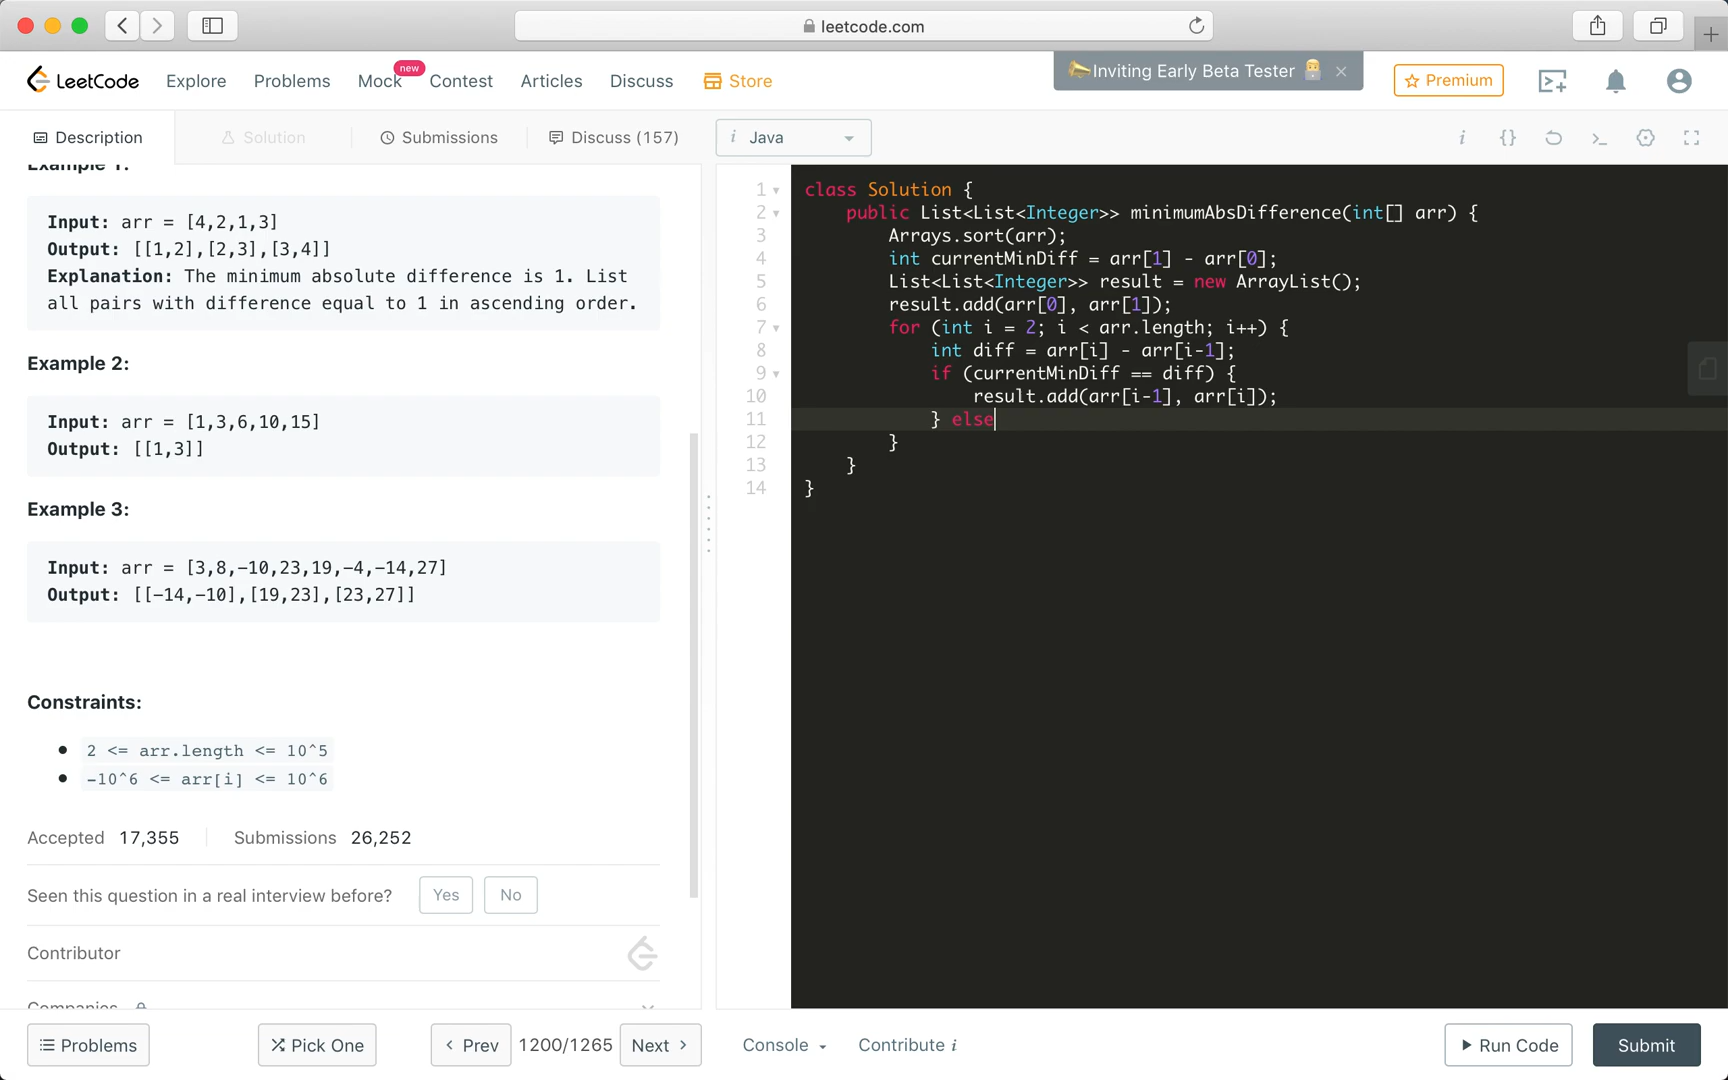 leetcode.com
LeetCode Explore Problems Mock new Contest Articles Discuss Store Inviting Early Beta Tester Premium
Description Solution Submissions Discuss (157) i Java
Example 1:
Input: arr = [4,2,1,3]
Output: [[1,2],[2,3],[3,4]]
Explanation: The minimum absolute difference is 1. List
all pairs with difference equal to 1 in ascending order.
Example 2:
Input: arr = [1,3,6,10,15]
Output: [[1,3]]
Example 3:
Input: arr = [3,8,-10,23,19,-4,-14,27]
Output: [[-14,-10],[19,23],[23,27]]
Constraints:
2 <= arr.length <= 10^5
-10^6 <= arr[i] <= 10^6
Accepted 17,355 Submissions 26,252
Seen this question in a real interview before? Yes No
Contributor
Companies
1 class Solution {
2 public List<List<Integer>> minimumAbsDifference(int[] arr) {
3 Arrays.sort(arr);
4 int currentMinDiff = arr[1] - arr[0];
5 List<List<Integer>> result = new ArrayList();
6 result.add(arr[0], arr[1]);
7 for (int i = 2; i < arr.length; i++) {
8 int diff = arr[i] - arr[i-1];
9 if (currentMinDiff == diff) {
10 result.add(arr[i-1], arr[i]);
11 } else
12 }
13 }
14 }
Problems Pick One < Prev 1200/1265 Next > Console Contribute i Run Code Submit